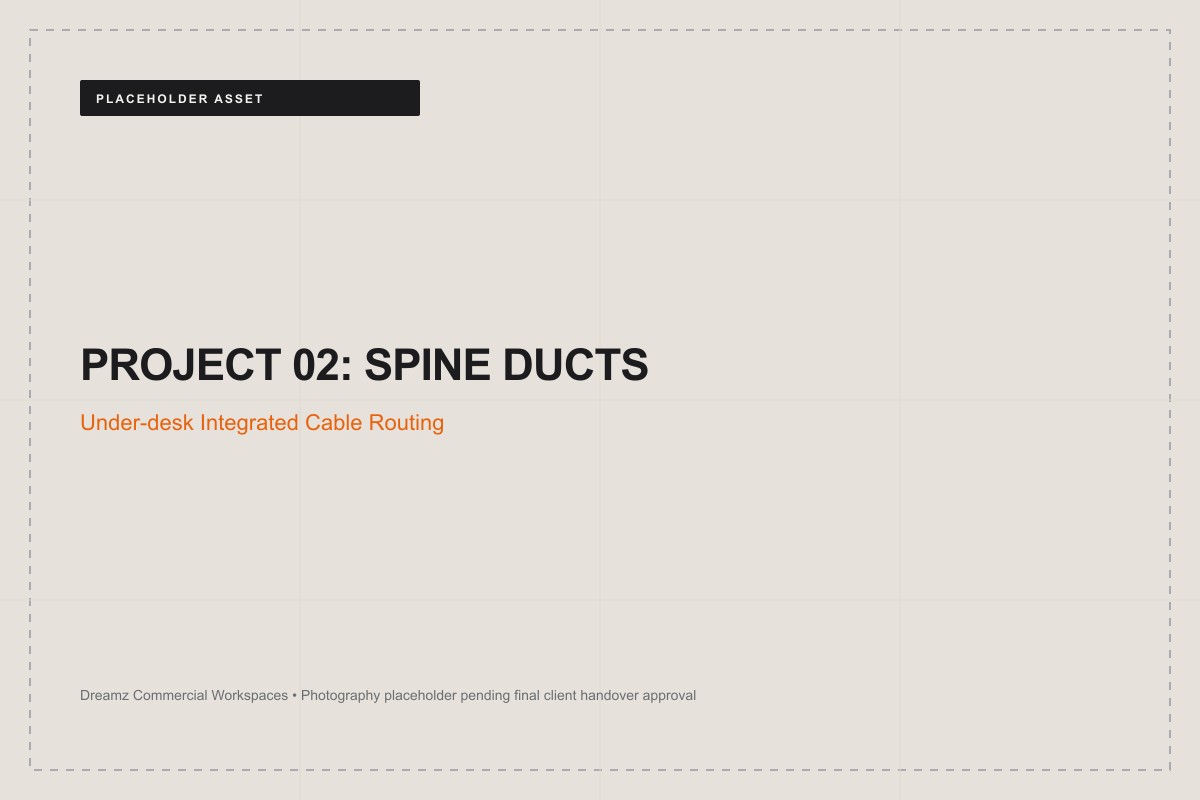 PLACEHOLDER ASSET
PROJECT 02: SPINE DUCTS
Under-desk Integrated Cable Routing
Dreamz Commercial Workspaces • Photography placeholder pending final client handover approval